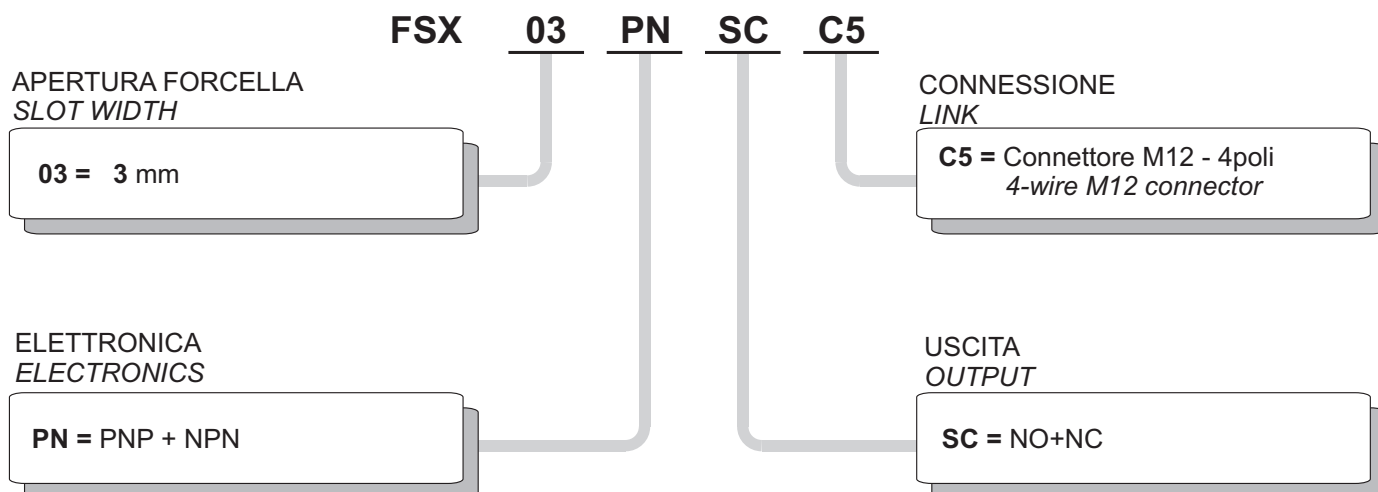 FSX 03 PN SC C5
APERTURA FORCELLA
SLOT WIDTH
03 = 3 mm
CONNESSIONE
LINK
C5 = Connettore M12 - 4poli
4-wire M12 connector
ELETTRONICA
ELECTRONICS
PN = PNP + NPN
USCITA
OUTPUT
SC = NO+NC